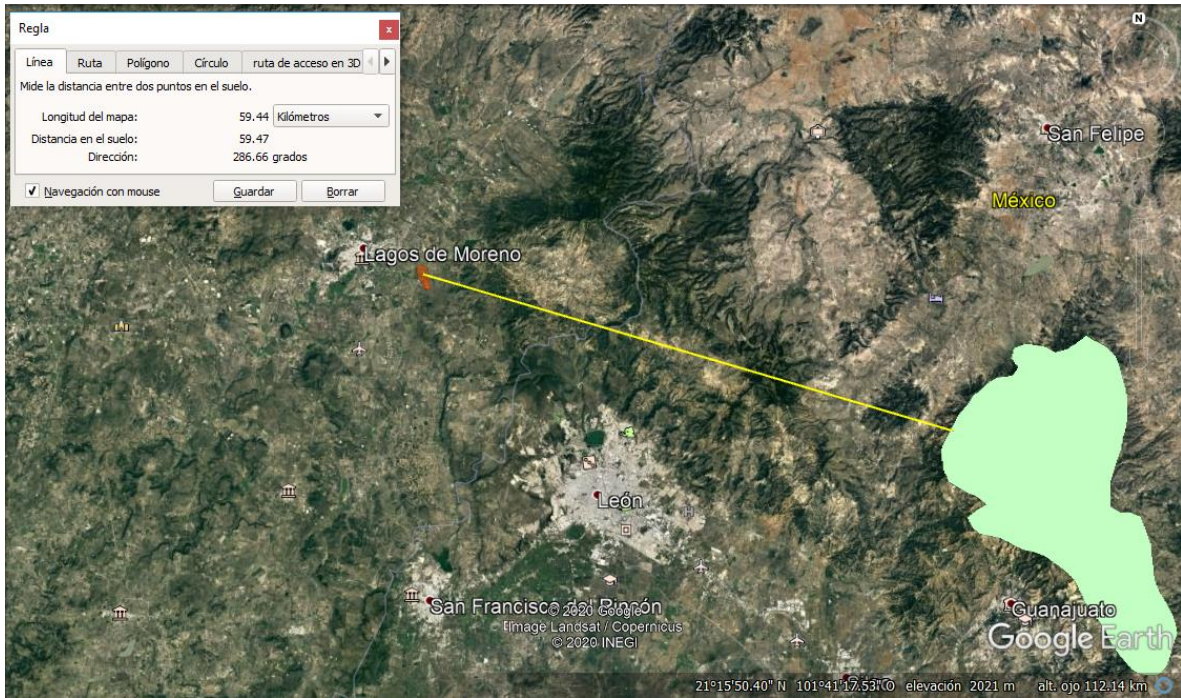 Regla
x
Línea Ruta Polígono Círculo ruta de acceso en 3D
Mide la distancia entre dos puntos en el suelo.
Longitud del mapa: 59.44 Kilómetros
Distancia en el suelo: 59.47
Dirección: 286.66 grados
Navegación con mouse Guardar Borrar
N
San Felipe
México
Lagos de Moreno
León
San Francisco del Rincón
Guanajuato
© 2020 Google
Image Landsat / Copernicus
© 2020 INEGI
Google Earth
21°15'50.40" N 101°41'17.53" O elevación 2021 m alt. ojo 112.14 km